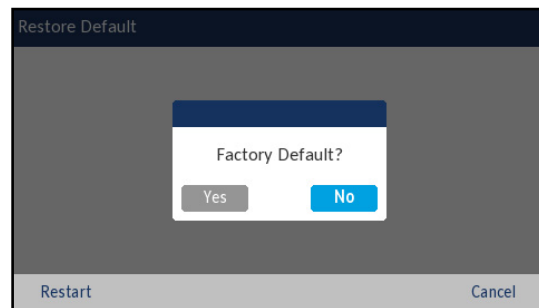 Restore Default
Factory Default?
Yes No
Restart Cancel